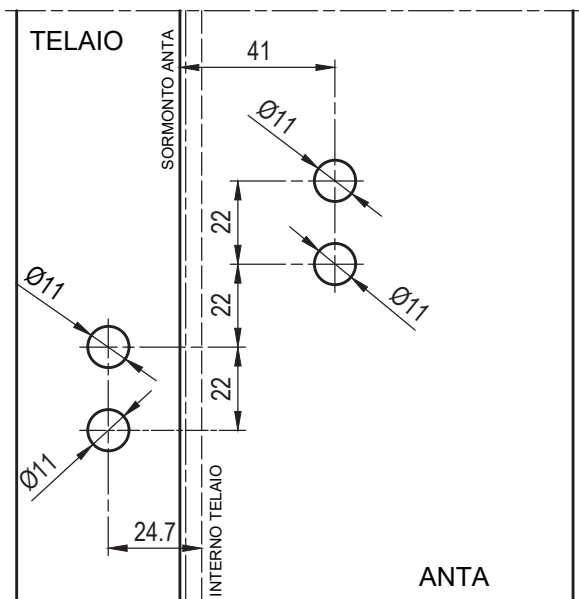 TELAIO
SORMONTO ANTA
41
Ø11
22
22
Ø11
Ø11
22
Ø11
24.7
INTERNO TELAIO
ANTA